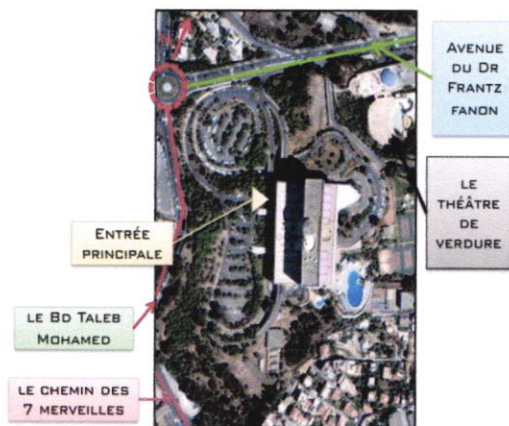 AVENUE
DU DR
FRANTZ
FANON
LE
THÉÂTRE
DE
VERDURE
ENTRÉE
PRINCIPALE
LE BD TALEB
MOHAMED
LE CHEMIN DES
7 MERVEILLES